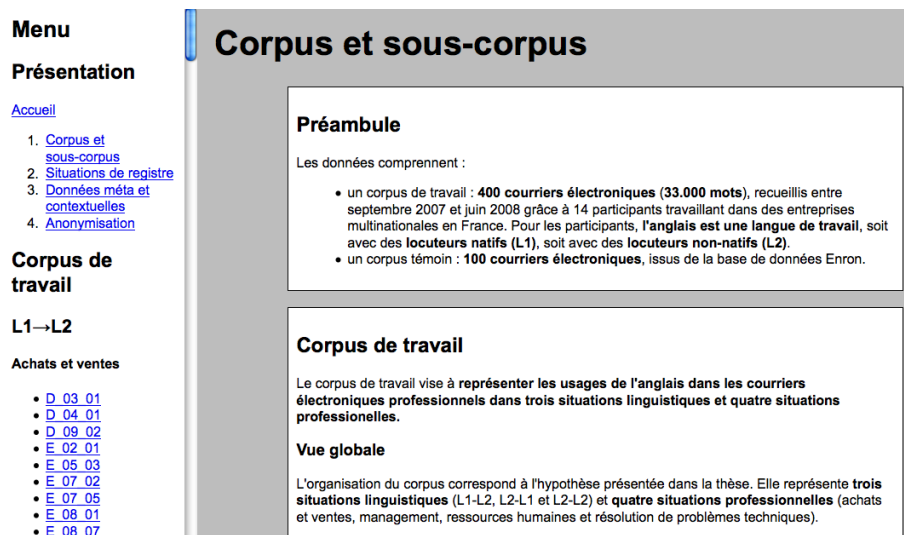 Menu
Présentation
Accueil
1. Corpus et
sous-corpus
2. Situations de registre
3. Données méta et
contextuelles
4. Anonymisation
Corpus de
travail
L1→L2
Achats et ventes
• D_03_01
• D_04_01
• D_09_02
• E_02_01
• E_05_03
• E_07_02
• E_07_05
• E_08_01
• E_08_07
Corpus et sous-corpus
Préambule
Les données comprennent :
• un corpus de travail : 400 courriers électroniques (33.000 mots), recueillis entre
septembre 2007 et juin 2008 grâce à 14 participants travaillant dans des entreprises
multinationales en France. Pour les participants, l'anglais est une langue de travail, soit
avec des locuteurs natifs (L1), soit avec des locuteurs non-natifs (L2).
• un corpus témoin : 100 courriers électroniques, issus de la base de données Enron.
Corpus de travail
Le corpus de travail vise à représenter les usages de l'anglais dans les courriers
électroniques professionnels dans trois situations linguistiques et quatre situations
professionelles.
Vue globale
L'organisation du corpus correspond à l'hypothèse présentée dans la thèse. Elle représente trois
situations linguistiques (L1-L2, L2-L1 et L2-L2) et quatre situations professionnelles (achats
et ventes, management, ressources humaines et résolution de problèmes techniques).